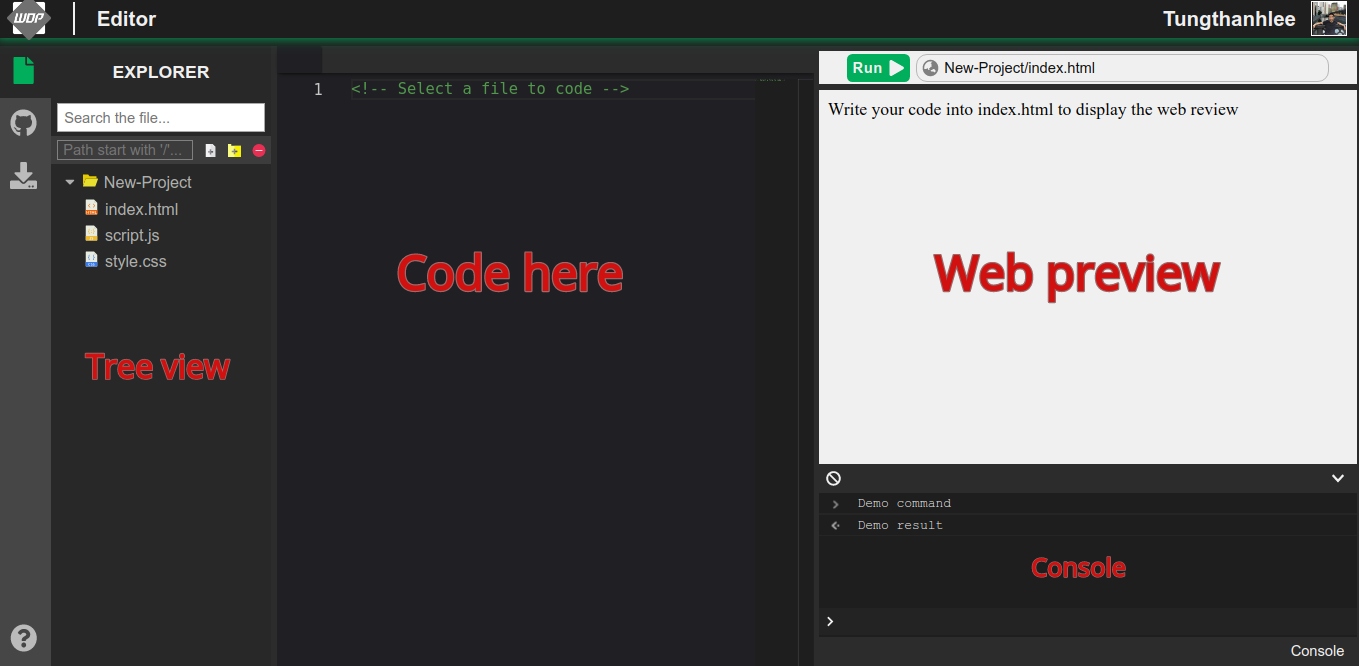 WDP
Editor
Tungthanhlee
EXPLORER
Search the file...
Path start with '/'...
New-Project
index.html
script.js
style.css
Tree view
1 <!-- Select a file to code -->
Code here
Run
New-Project/index.html
Write your code into index.html to display the web review
Web preview
Demo command
Demo result
Console
Console